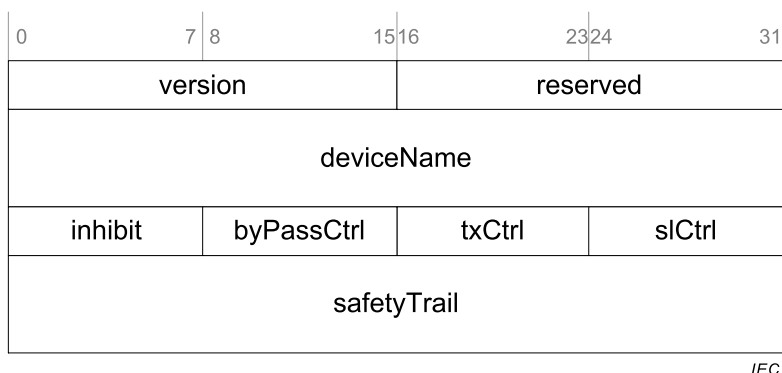 0 7 8 15 16 23 24 31
version reserved
deviceName
inhibit byPassCtrl txCtrl slCtrl
safetyTrail
IEC